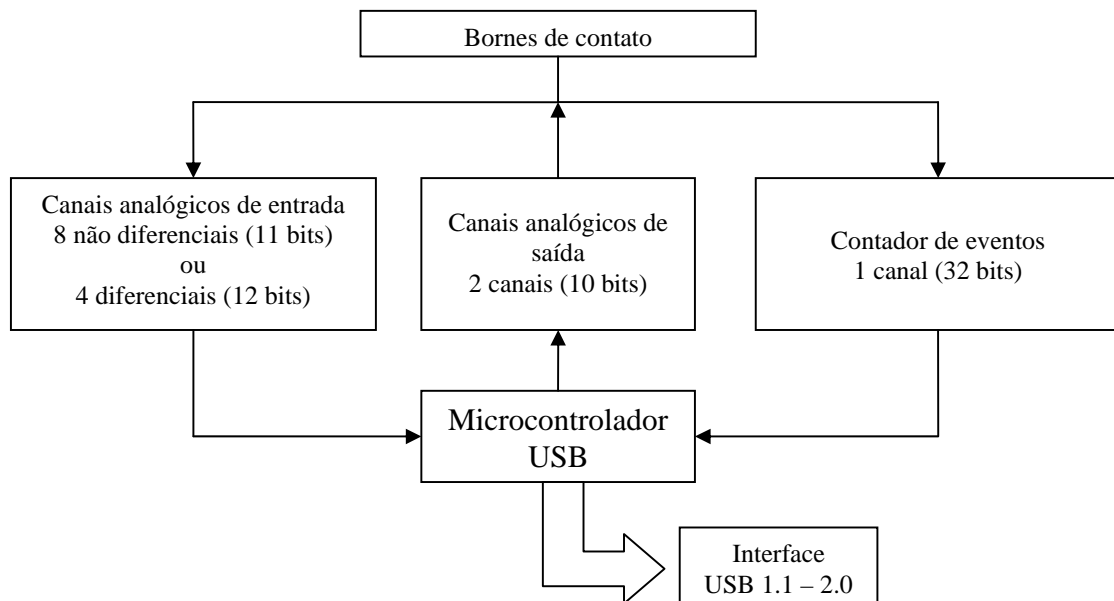 Bornes de contato
Canais analógicos de entrada
8 não diferenciais (11 bits)
ou
4 diferenciais (12 bits)
Canais analógicos de
saída
2 canais (10 bits)
Contador de eventos
1 canal (32 bits)
Microcontrolador
USB
Interface
USB 1.1 – 2.0